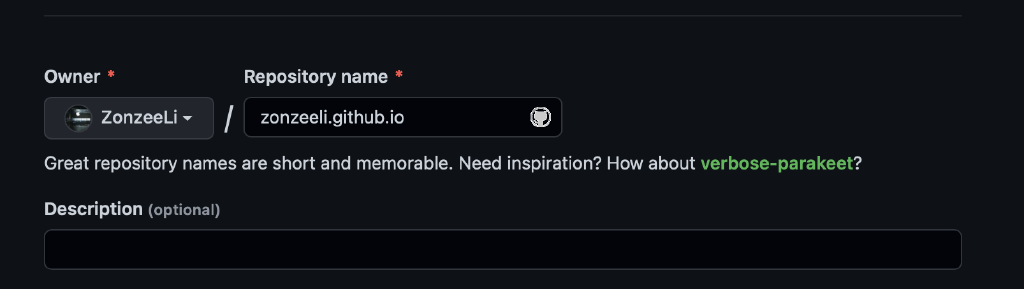 Owner *
Repository name *
ZonzeeLi
/
zonzeeli.github.io
Great repository names are short and memorable. Need inspiration? How about verbose-parakeet?
Description (optional)